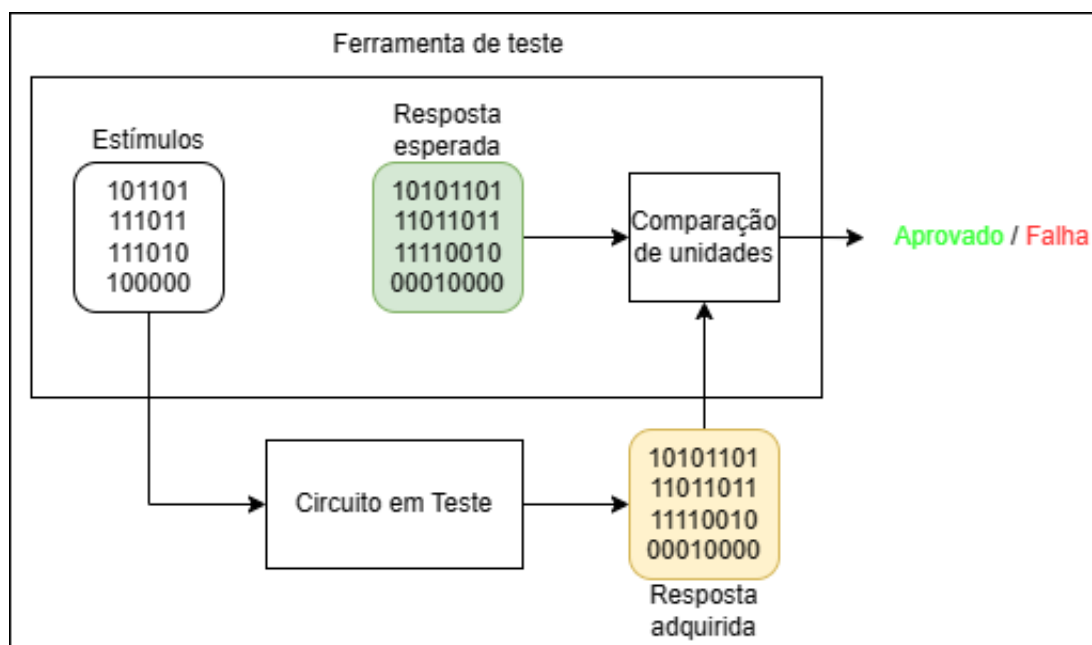 Ferramenta de teste
Estímulos
101101
111011
111010
100000
Resposta
esperada
10101101
11011011
11110010
00010000
Comparação
de unidades
Aprovado / Falha
Circuito em Teste
10101101
11011011
11110010
00010000
Resposta
adquirida